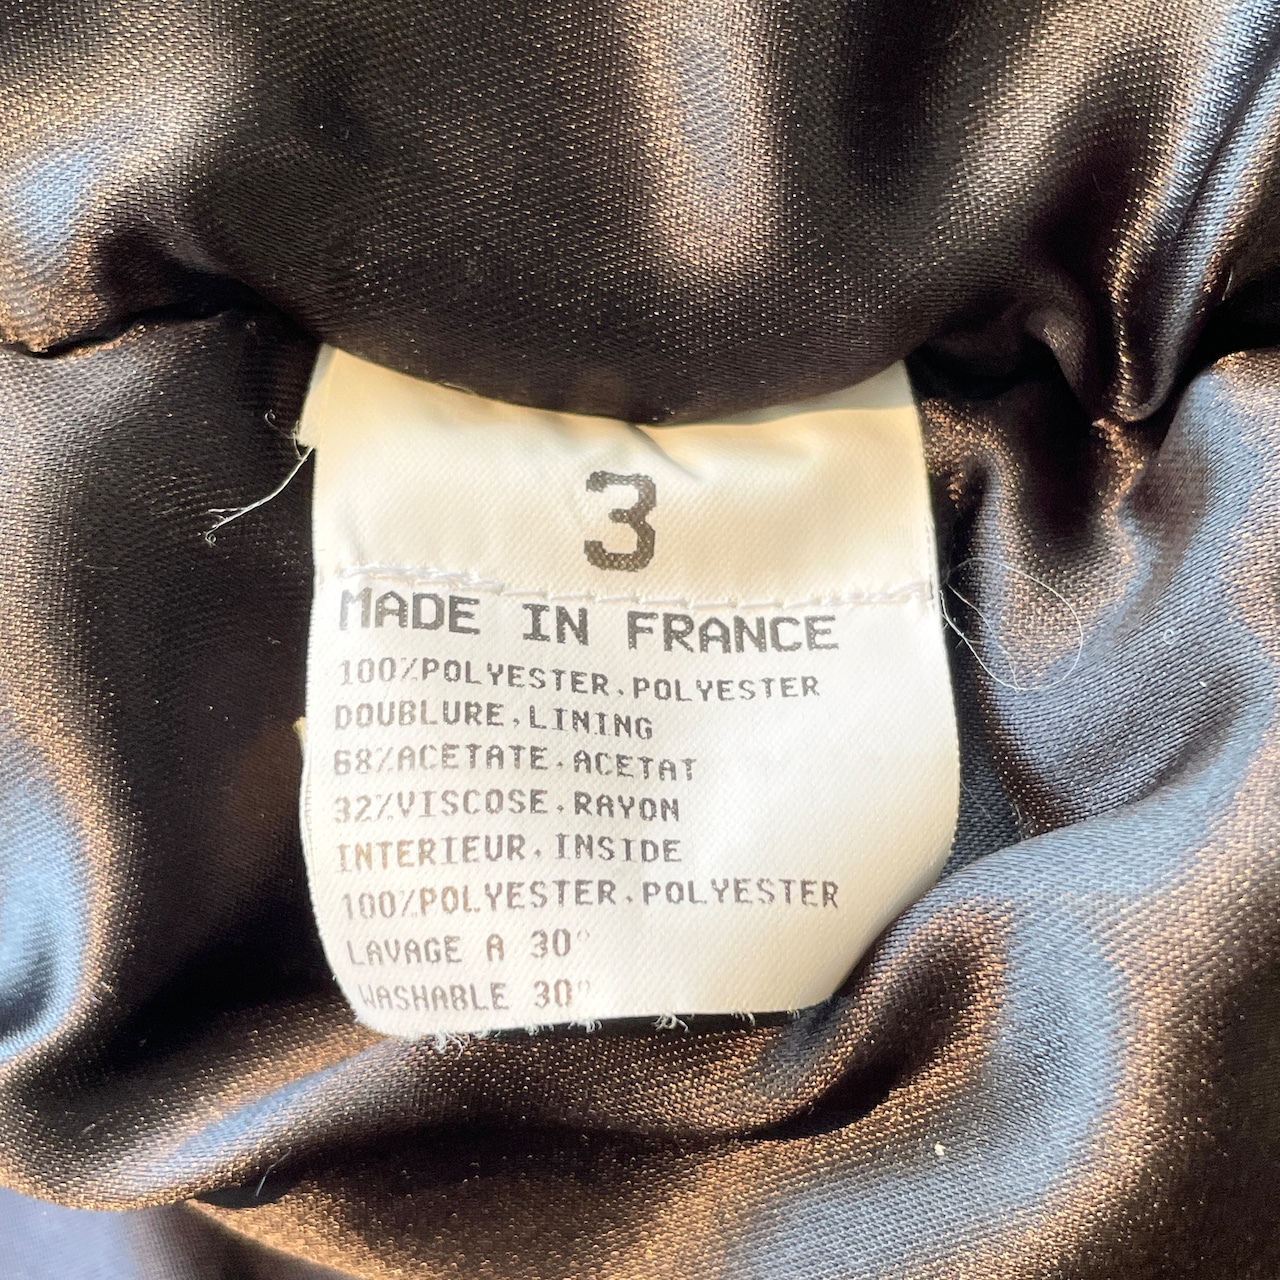 3
MADE IN FRANCE
100%POLYESTER.POLYESTER
DOUBLURE.LINING
68%ACETATE.ACETAT
32%VISCOSE.RAYON
INTERIEUR.INSIDE
100%POLYESTER.POLYESTER
LAVAGE A 30°
WASHABLE 30°